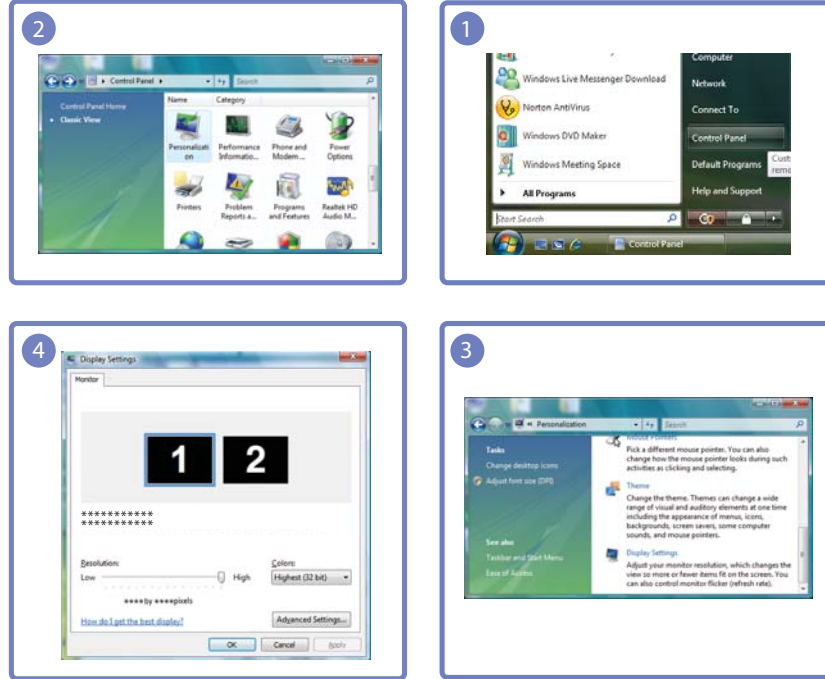 1
Windows Live Messenger Download
Norton AntiVirus
Windows DVD Maker
Windows Meeting Space
All Programs
Start Search
Computer
Network
Connect To
Control Panel
Default Programs
Help and Support
Control Panel
2
Control Panel
Search
Control Panel Home
Classic View
Name Category
Personalizati
on
Performance
Informatio...
Phone and
Modem ...
Power
Options
Printers
Problem
Reports a...
Programs
and Features
Realtek HD
Audio M...
3
Personalization
Search
Tasks
Change desktop icons
Adjust font size (DPI)
See also
Taskbar and Start Menu
Ease of Access
Mouse Pointers
Pick a different mouse pointer. You can also
change how the mouse pointer looks during such
activities as clicking and selecting.
Theme
Change the theme. Themes can change a wide
range of visual and auditory elements at one time
including the appearance of menus, icons,
backgrounds, screen savers, some computer
sounds, and mouse pointers.
Display Settings
Adjust your monitor resolution, which changes the
view so more or fewer items fit on the screen. You
can also control monitor flicker (refresh rate).
4
Display Settings
Monitor
1 2
***********
***********
Resolution:
Low High
****by ****pixels
Colors:
Highest (32 bit)
How do I get the best display?
Advanced Settings...
OK Cancel Apply